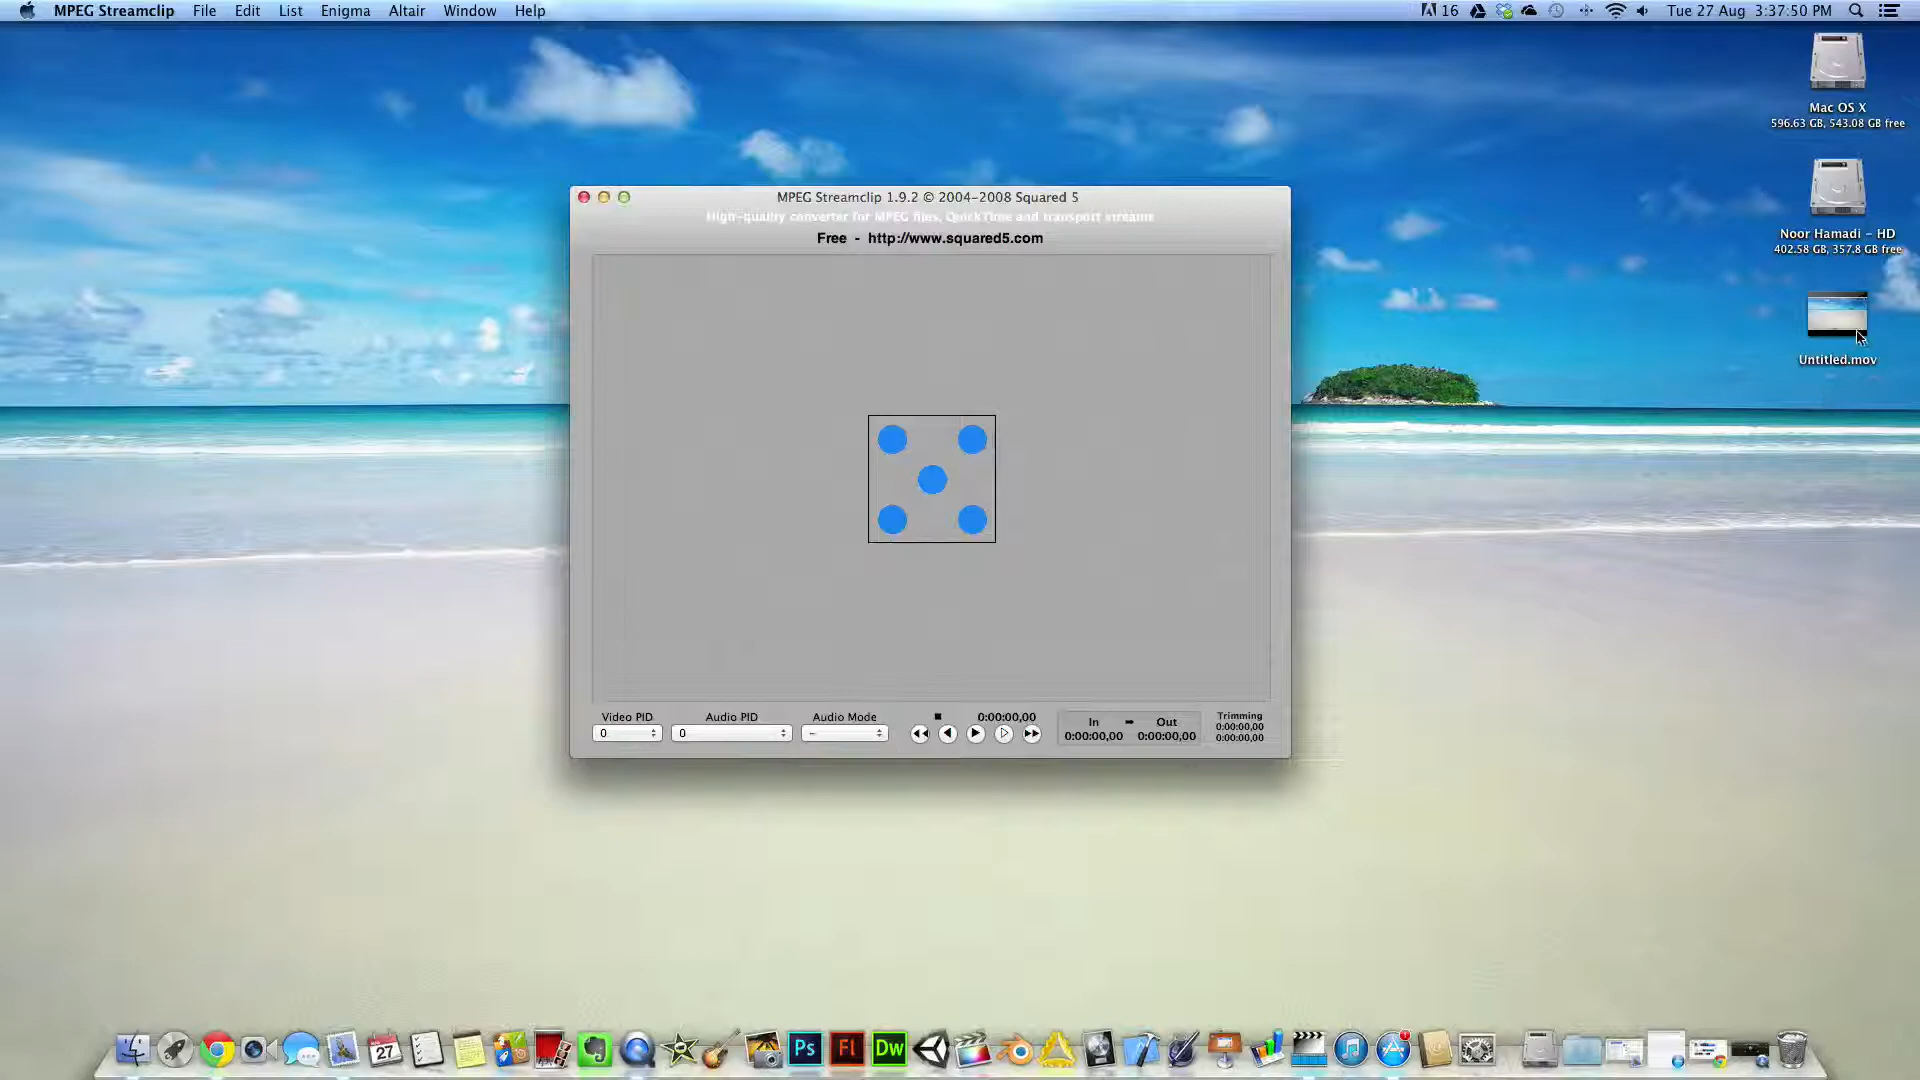 MPEG Streamclip File Edit List Enigma Altair Window Help
16 Tue 27 Aug 3:37:50 PM
Mac OS X
596.63 GB, 543.08 GB free
Noor Hamadi - HD
402.58 GB, 357.8 GB free
Untitled.mov
MPEG Streamclip 1.9.2 © 2004-2008 Squared 5
High-quality converter for MPEG files, QuickTime and transport streams
Free - http://www.squared5.com
Video PID Audio PID Audio Mode 0:00:00,00 In Out Trimming
0 0 -- 0:00:00,00 0:00:00,00 0:00:00,00
0:00:00,00
27 Ps Fl Dw